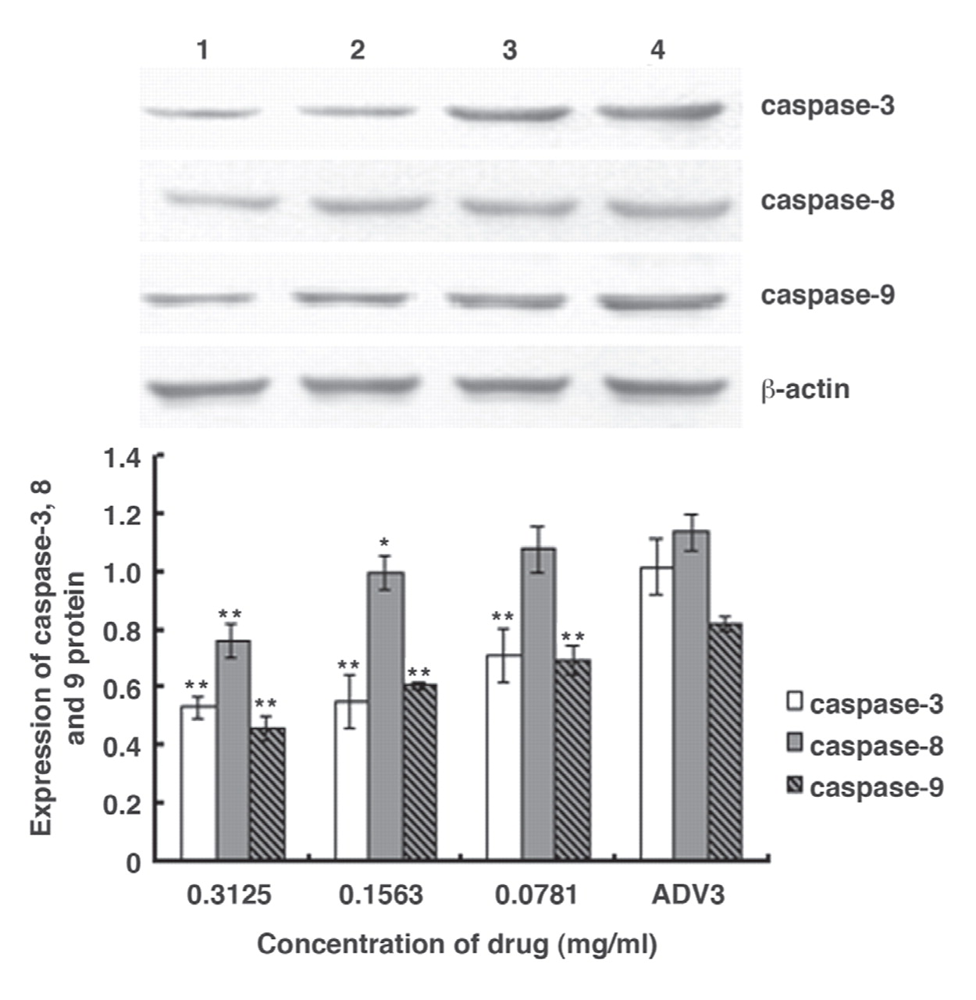 1 2 3 4
caspase-3
caspase-8
caspase-9
β-actin
Expression of caspase-3, 8
and 9 protein
1.4
1.2
1.0
0.8
0.6
0.4
0.2
0
** ** **
** * **
** **
caspase-3
caspase-8
caspase-9
0.3125 0.1563 0.0781 ADV3
Concentration of drug (mg/ml)